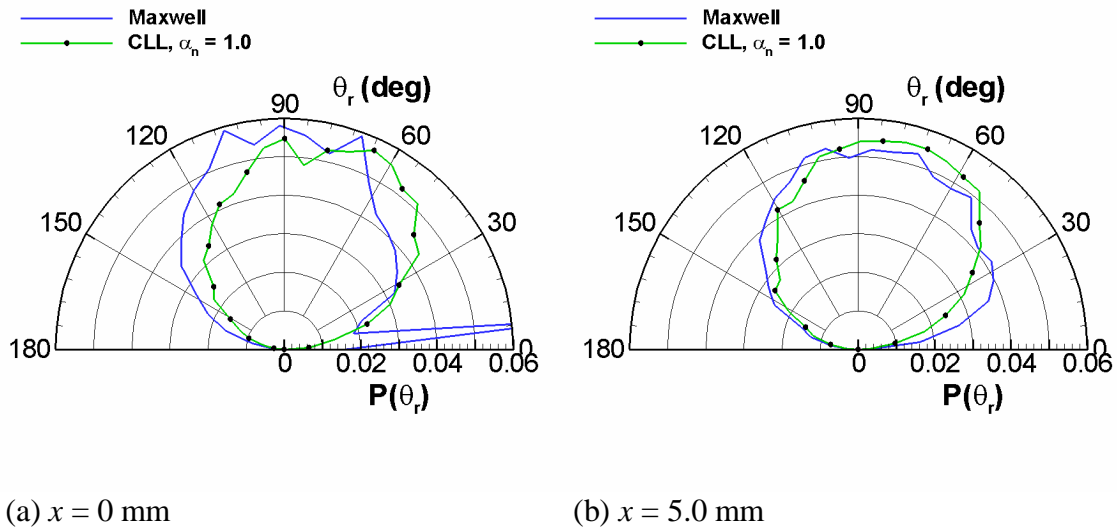 Maxwell
CLL, αn = 1.0
θr (deg)
90
120
60
150
30
180
0
0
0.02
0.04
0.06
P(θr)
(a) x = 0 mm
Maxwell
CLL, αn = 1.0
θr (deg)
90
120
60
150
30
180
0
0
0.02
0.04
0.06
P(θr)
(b) x = 5.0 mm